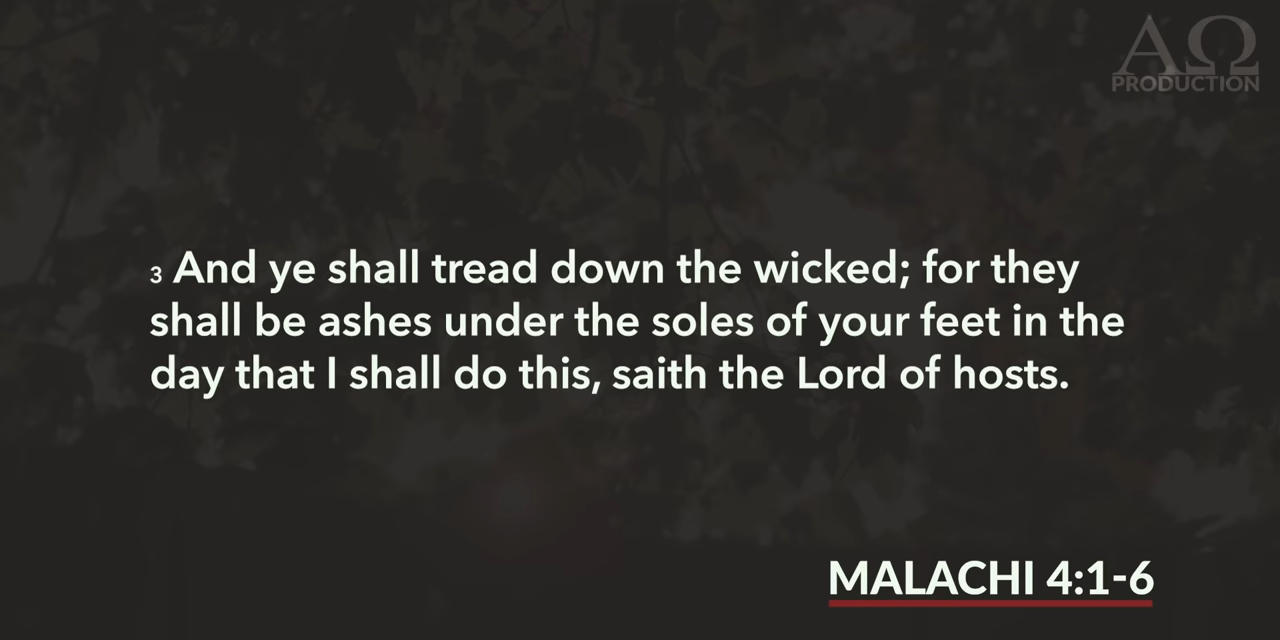 ΑΩ
PRODUCTION
3 And ye shall tread down the wicked; for they
shall be ashes under the soles of your feet in the
day that I shall do this, saith the Lord of hosts.
MALACHI 4:1-6